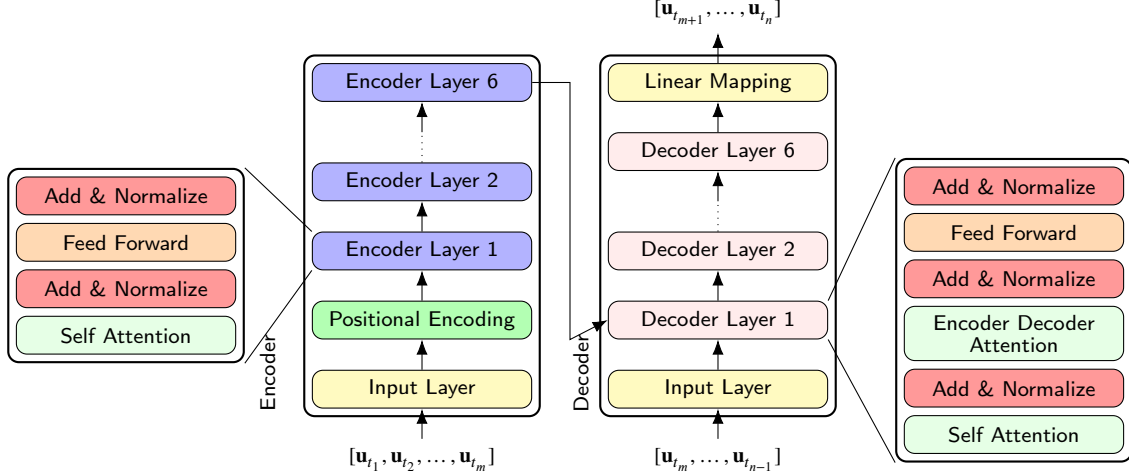 [u_{t_{m+1}}, …, u_{t_n}]
Encoder Layer 6
Encoder Layer 2
Encoder Layer 1
Positional Encoding
Input Layer
Encoder
[u_{t_1}, u_{t_2}, …, u_{t_m}]
Add & Normalize
Feed Forward
Add & Normalize
Self Attention
Linear Mapping
Decoder Layer 6
Decoder Layer 2
Decoder Layer 1
Input Layer
Decoder
[u_{t_m}, …, u_{t_{n−1}}]
Add & Normalize
Feed Forward
Add & Normalize
Encoder Decoder
Attention
Add & Normalize
Self Attention